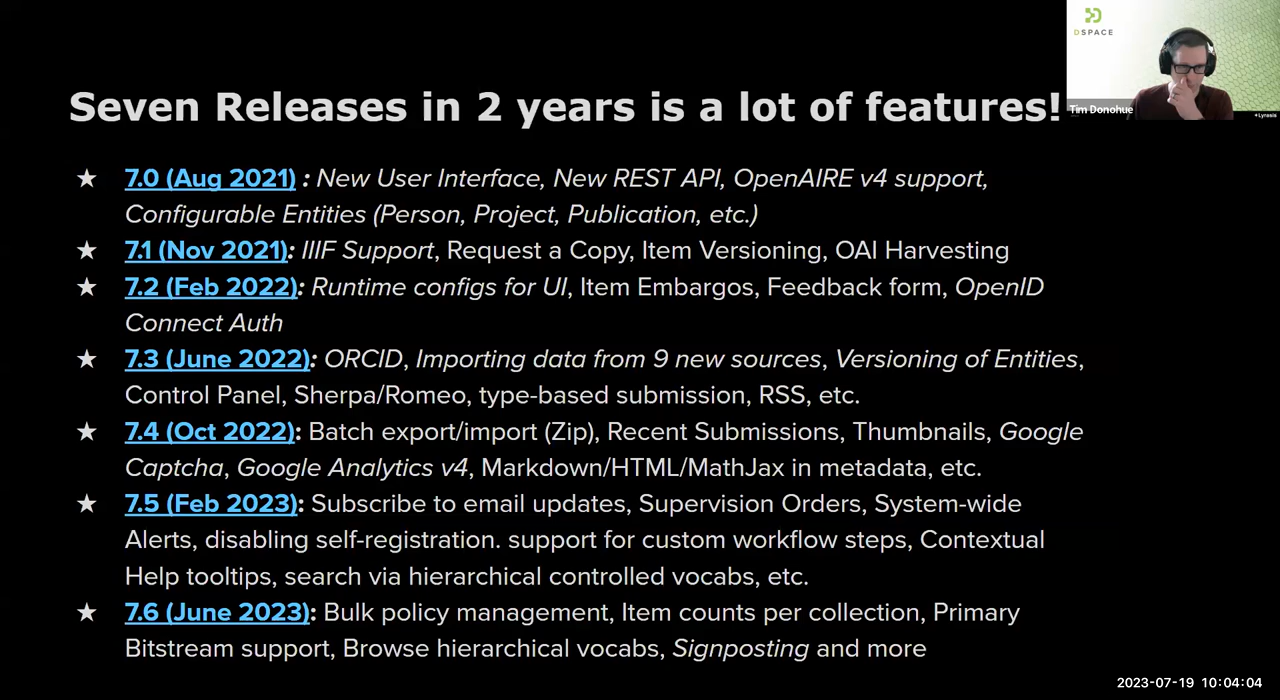 DSPACE
Tim Donohue
Lyrasis
Seven Releases in 2 years is a lot of features!
★ 7.0 (Aug 2021) : New User Interface, New REST API, OpenAIRE v4 support,
Configurable Entities (Person, Project, Publication, etc.)
★ 7.1 (Nov 2021): IIIF Support, Request a Copy, Item Versioning, OAI Harvesting
★ 7.2 (Feb 2022): Runtime configs for UI, Item Embargos, Feedback form, OpenID
Connect Auth
★ 7.3 (June 2022): ORCID, Importing data from 9 new sources, Versioning of Entities,
Control Panel, Sherpa/Romeo, type-based submission, RSS, etc.
★ 7.4 (Oct 2022): Batch export/import (Zip), Recent Submissions, Thumbnails, Google
Captcha, Google Analytics v4, Markdown/HTML/MathJax in metadata, etc.
★ 7.5 (Feb 2023): Subscribe to email updates, Supervision Orders, System-wide
Alerts, disabling self-registration. support for custom workflow steps, Contextual
Help tooltips, search via hierarchical controlled vocabs, etc.
★ 7.6 (June 2023): Bulk policy management, Item counts per collection, Primary
Bitstream support, Browse hierarchical vocabs, Signposting and more
2023-07-19 10:04:04